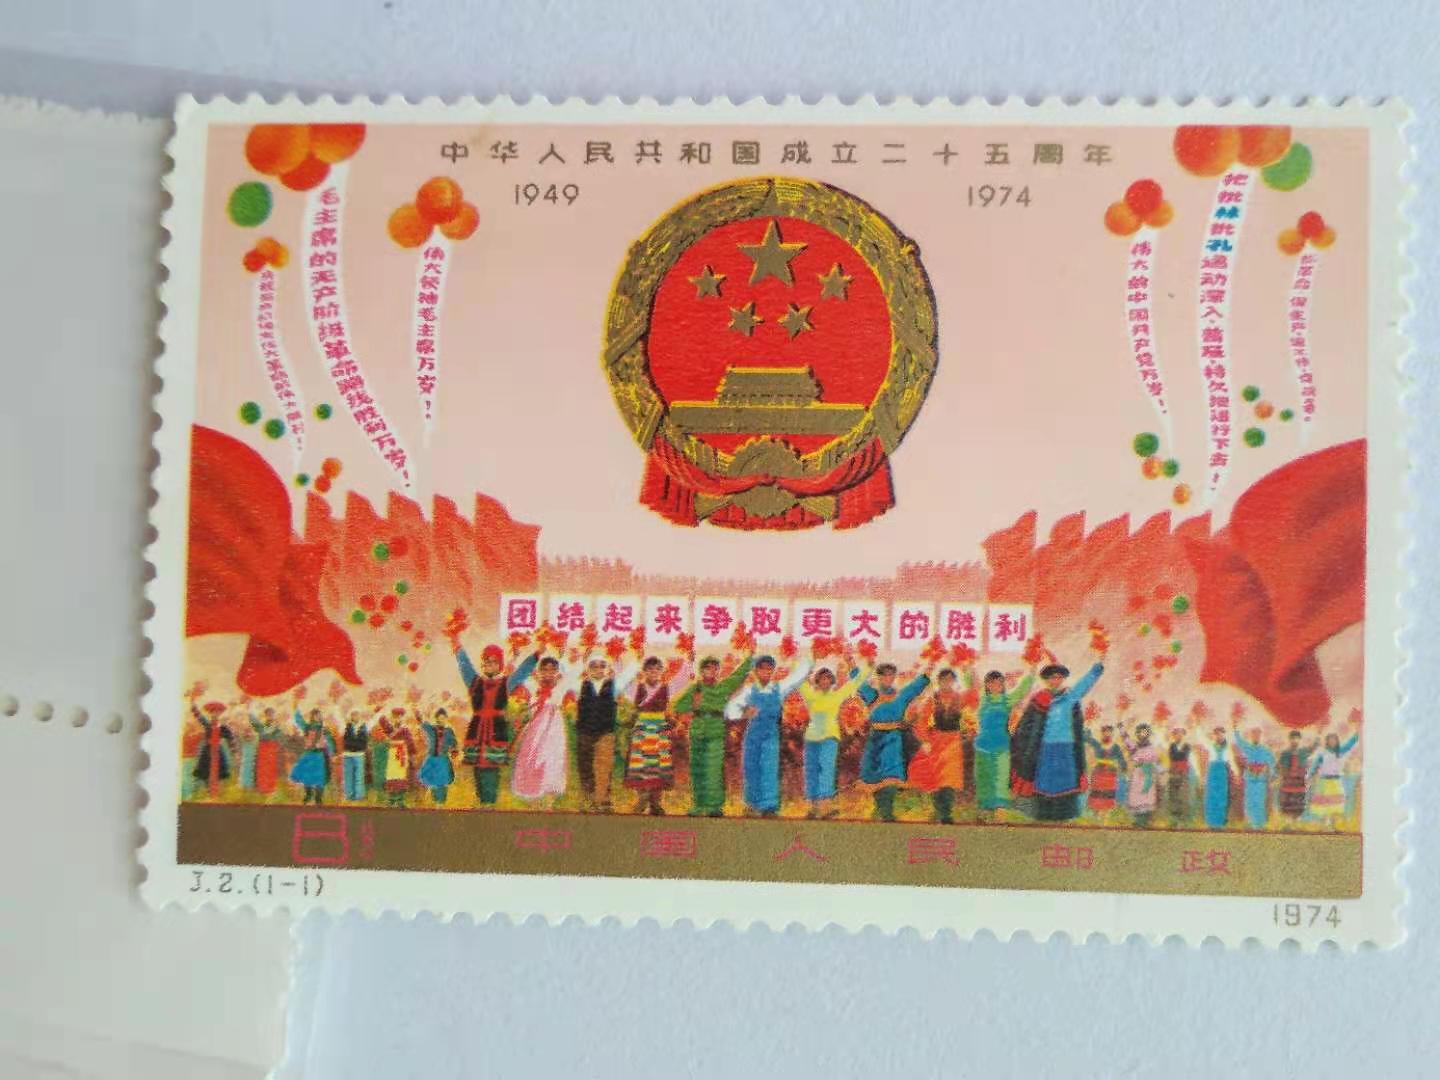 中华人民共和国成立二十五周年
1949 1974
毛主席的无产阶级革命路线胜利万岁！
伟大领袖毛主席万岁！
伟大的中国共产党万岁！
把批林批孔运动深入、普及、持久地进行下去！
团结起来争取更大的胜利
8
中国人民邮政
J.2.(1-1)
1974